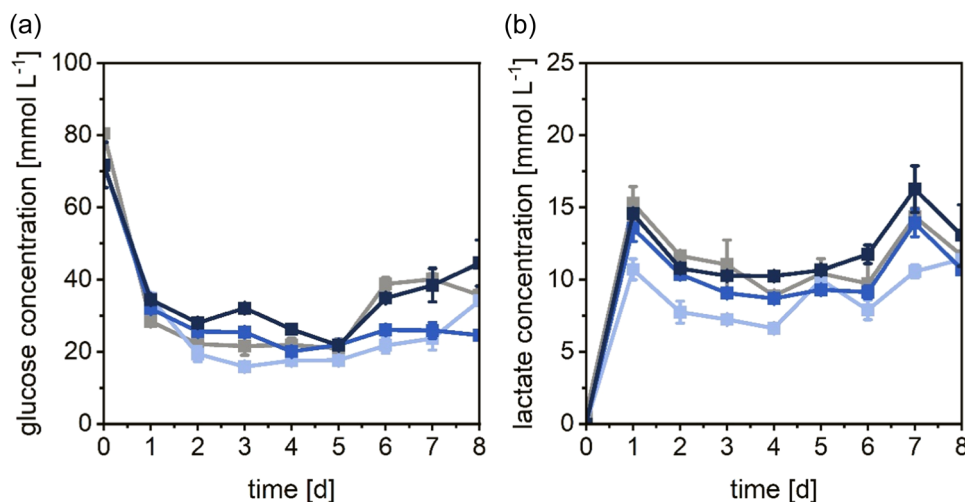 (a)
glucose concentration [mmol L⁻¹]
100
80
60
40
20
0
0 1 2 3 4 5 6 7 8
time [d]
(b)
lactate concentration [mmol L⁻¹]
25
20
15
10
5
0
0 1 2 3 4 5 6 7 8
time [d]